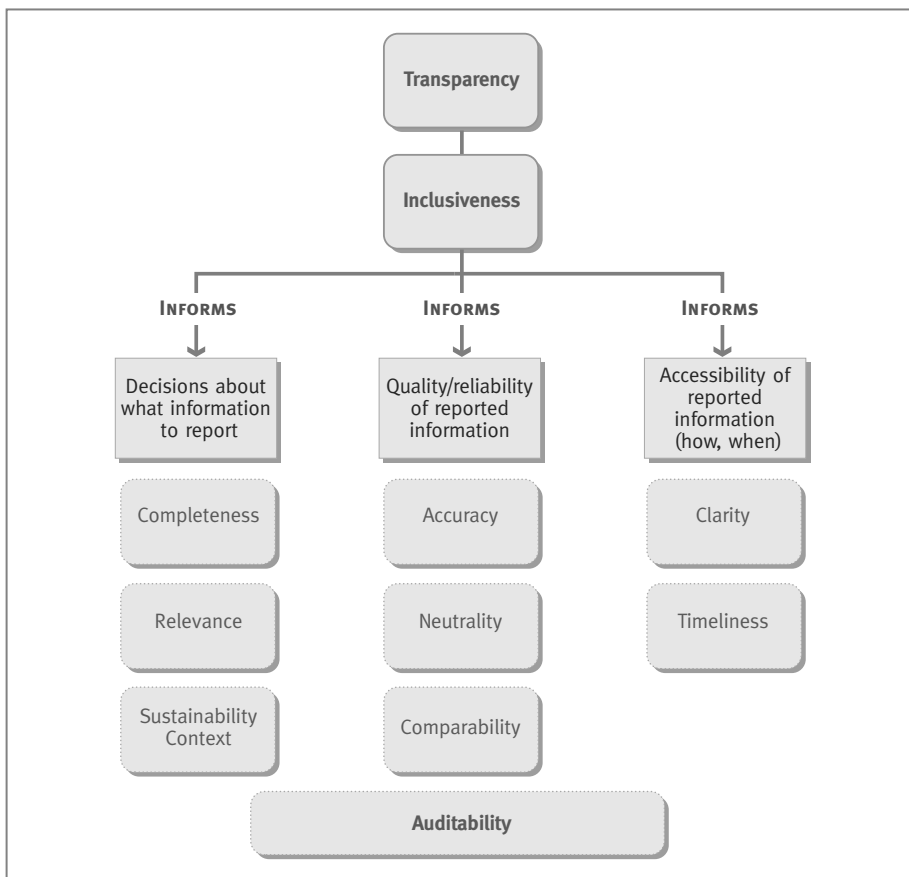 Transparency
Inclusiveness
INFORMS
INFORMS
INFORMS
Decisions about
what information
to report
Quality/reliability
of reported
information
Accessibility of
reported
information
(how, when)
Completeness
Accuracy
Clarity
Relevance
Neutrality
Timeliness
Sustainability
Context
Comparability
Auditability